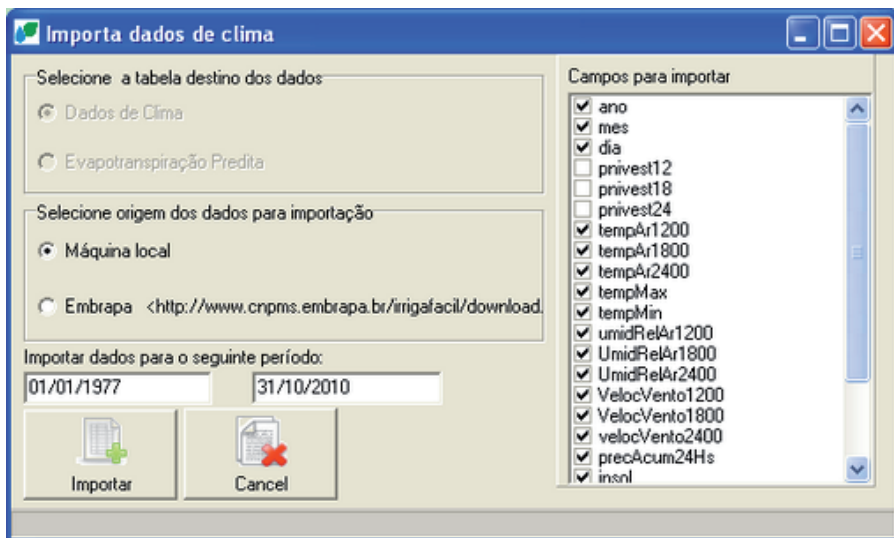 Importa dados de clima
Selecione a tabela destino dos dados
Dados de Clima
Evapotranspiração Predita
Selecione origem dos dados para importação
Máquina local
Embrapa <http://www.cnpms.embrapa.br/irrigafacil/download.
Importar dados para o seguinte período:
01/01/1977 31/10/2010
Importar Cancel
Campos para importar
ano
mes
dia
pnivest12
pnivest18
pnivest24
tempAr1200
tempAr1800
tempAr2400
tempMax
tempMin
umidRelAr1200
UmidRelAr1800
UmidRelAr2400
VelocVento1200
VelocVento1800
velocVento2400
precAcum24Hs
insol